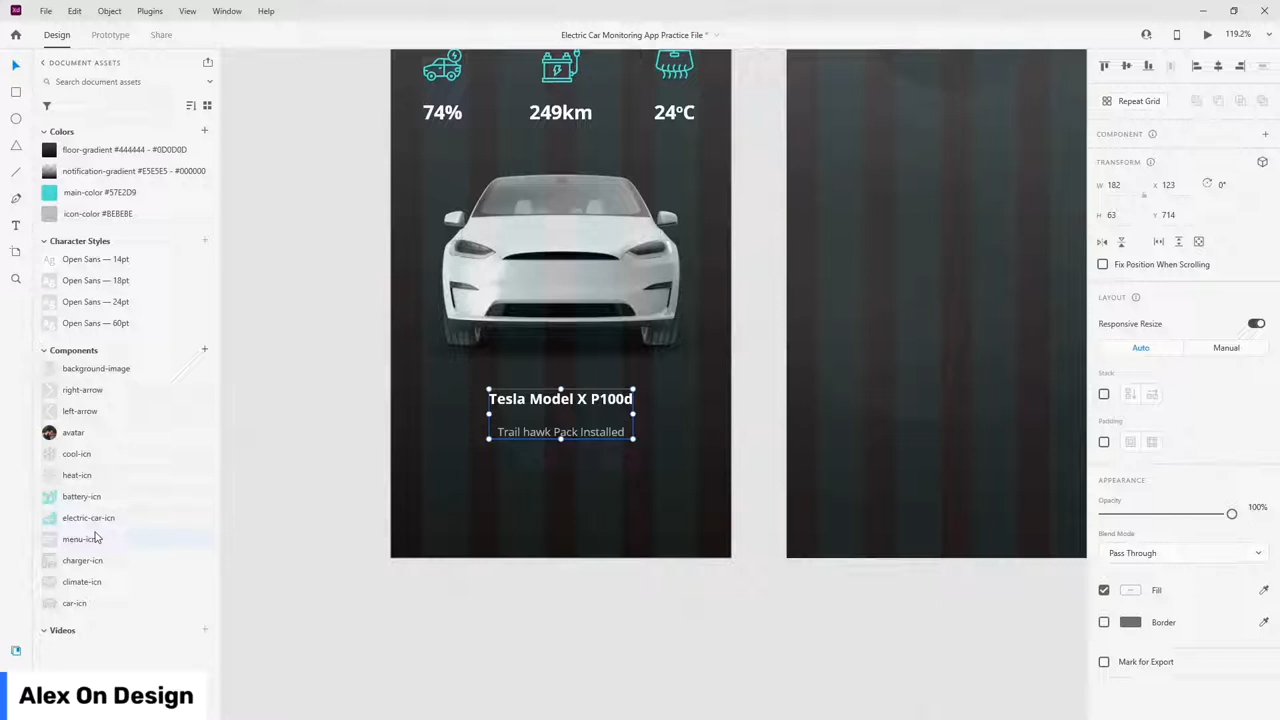 File Edit Object Plugins View Window Help
Design Prototype Share
Electric Car Monitoring App Practice File *
119.2%
DOCUMENT ASSETS
Search document assets
Repeat Grid
Colors
floor-gradient #444444 - #0D0D0D
notification-gradient #E5E5E5 - #000000
main-color #57E2D9
icon-color #BEBEBE
Character Styles
Ag Open Sans — 14pt
Ag Open Sans — 18pt
Ag Open Sans — 24pt
Ag Open Sans — 60pt
Components
background-image
right-arrow
left-arrow
avatar
cool-icn
heat-icn
battery-icn
electric-car-icn
menu-icn
charger-icn
climate-icn
car-icn
Videos
74% 249km 24ºC
Tesla Model X P100d
Trail hawk Pack Installed
COMPONENT
TRANSFORM
W 182 X 123 0°
H 63 Y 714
Fix Position When Scrolling
LAYOUT
Responsive Resize
Auto Manual
Stack
Padding
APPEARANCE
Opacity
100%
Blend Mode
Pass Through
Fill
Border
Mark for Export
Alex On Design